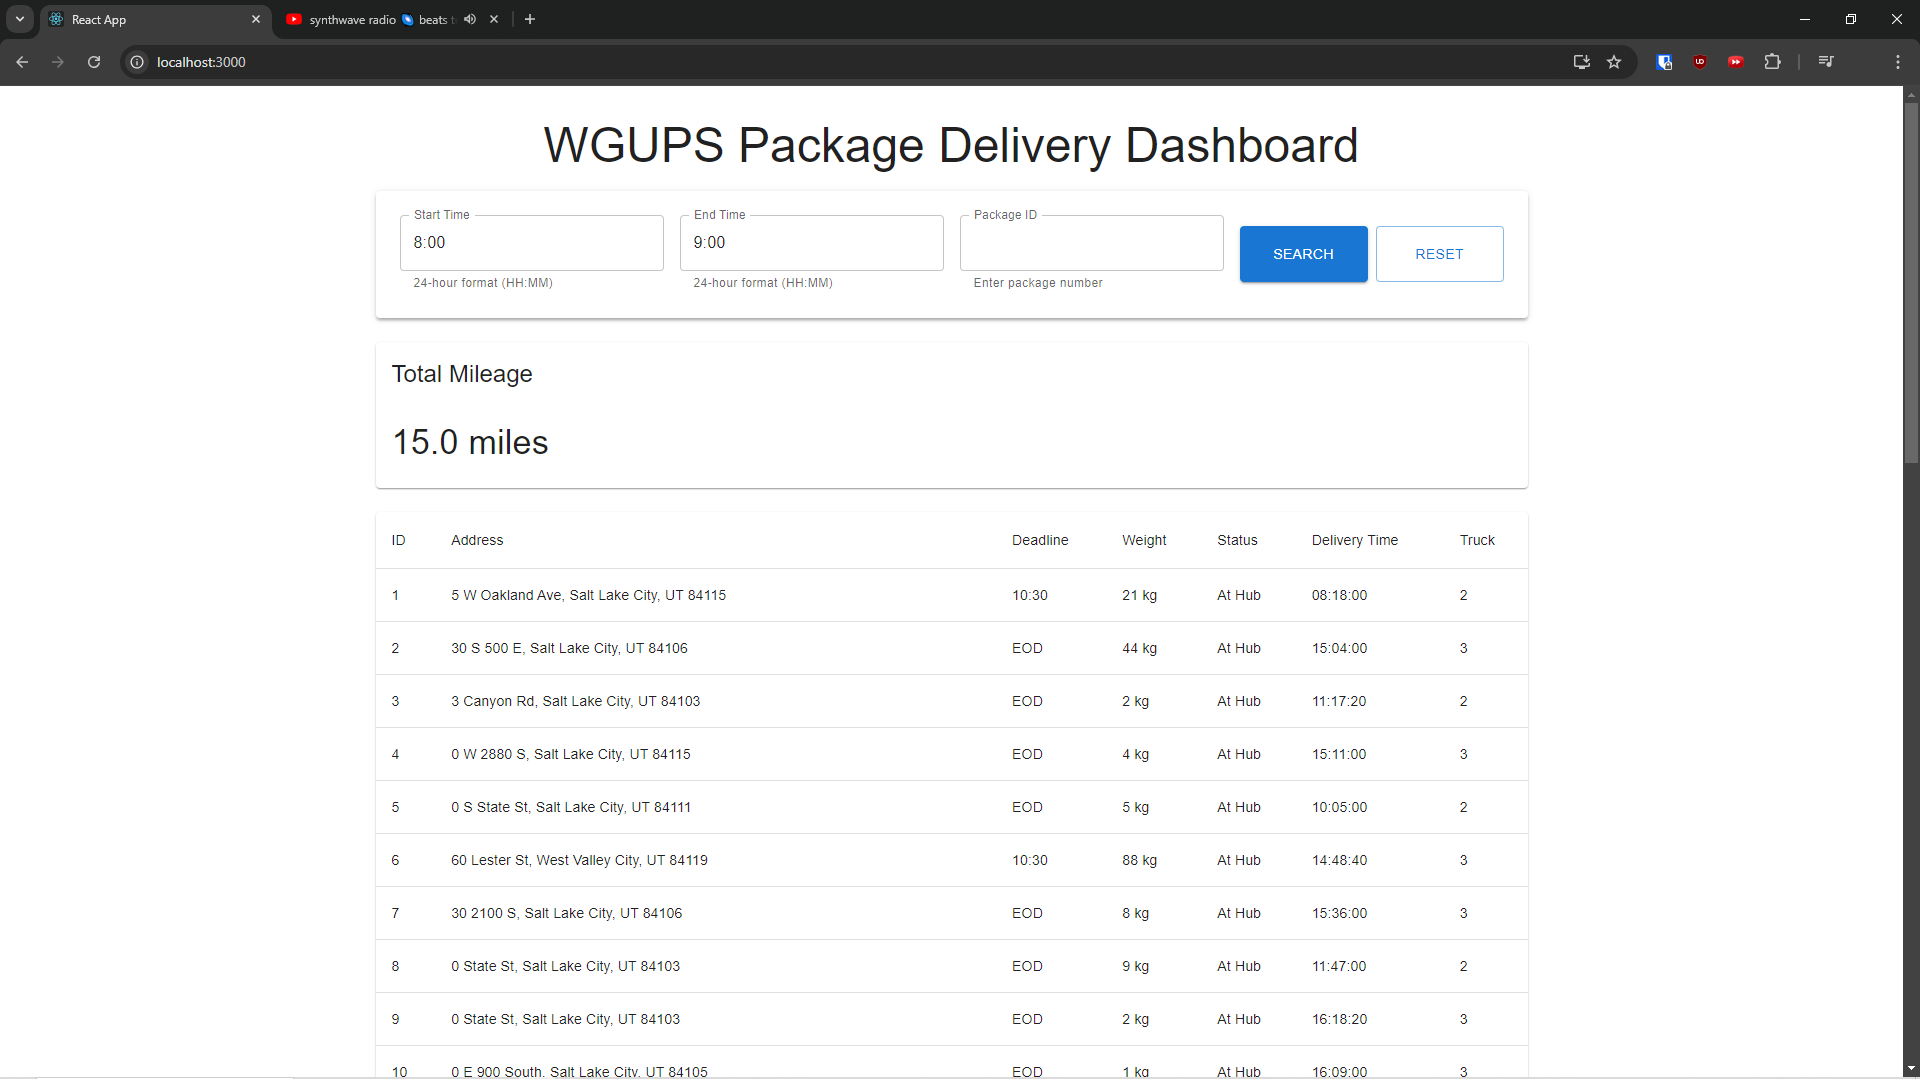 React App
synthwave radio beats t
localhost:3000
WGUPS Package Delivery Dashboard
Start Time End Time Package ID
8:00 9:00
SEARCH RESET
24-hour format (HH:MM) 24-hour format (HH:MM) Enter package number
Total Mileage
15.0 miles
ID Address Deadline Weight Status Delivery Time Truck
1 5 W Oakland Ave, Salt Lake City, UT 84115 10:30 21 kg At Hub 08:18:00 2
2 30 S 500 E, Salt Lake City, UT 84106 EOD 44 kg At Hub 15:04:00 3
3 3 Canyon Rd, Salt Lake City, UT 84103 EOD 2 kg At Hub 11:17:20 2
4 0 W 2880 S, Salt Lake City, UT 84115 EOD 4 kg At Hub 15:11:00 3
5 0 S State St, Salt Lake City, UT 84111 EOD 5 kg At Hub 10:05:00 2
6 60 Lester St, West Valley City, UT 84119 10:30 88 kg At Hub 14:48:40 3
7 30 2100 S, Salt Lake City, UT 84106 EOD 8 kg At Hub 15:36:00 3
8 0 State St, Salt Lake City, UT 84103 EOD 9 kg At Hub 11:47:00 2
9 0 State St, Salt Lake City, UT 84103 EOD 2 kg At Hub 16:18:20 3
10 0 E 900 South, Salt Lake City, UT 84105 EOD 1 kg At Hub 16:09:00 3